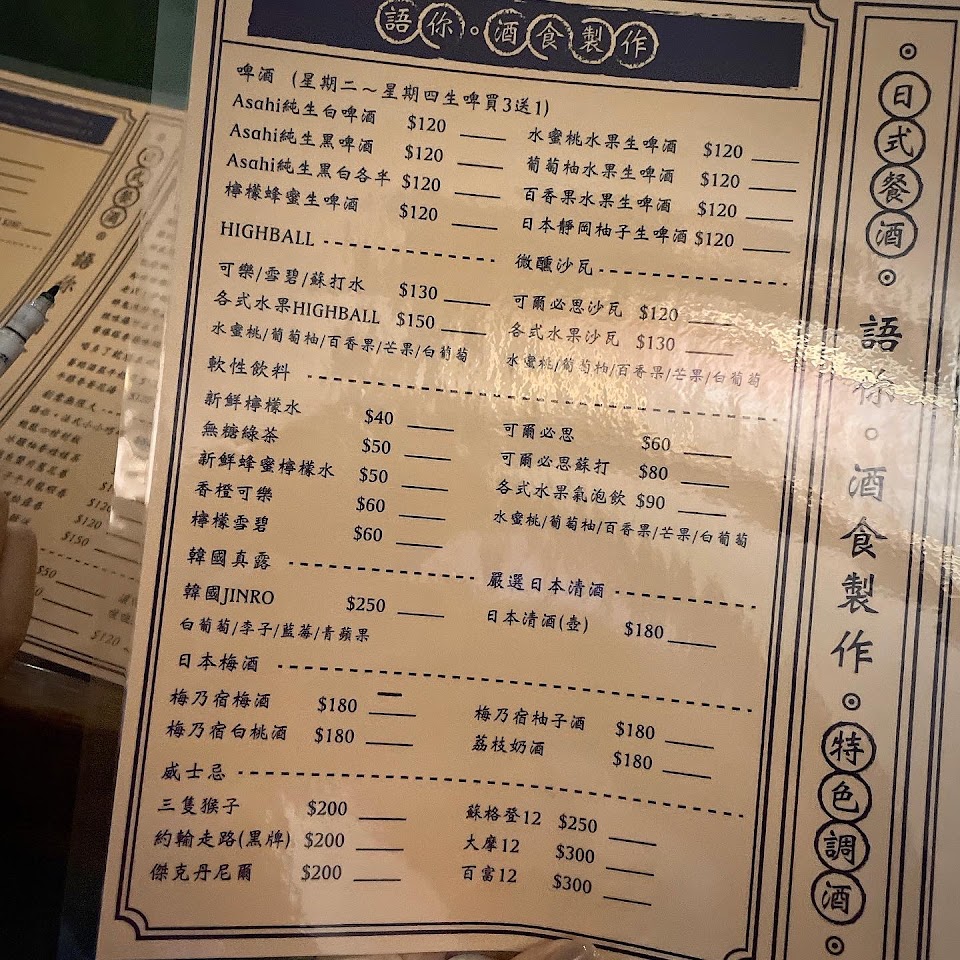 語你。酒食製作
啤酒 (星期二～星期四生啤買3送1)
Asahi純生白啤酒 $120
Asahi純生黑啤酒 $120
Asahi純生黑白各半 $120
檸檬蜂蜜生啤酒 $120
水蜜桃水果生啤酒 $120
葡萄柚水果生啤酒 $120
百香果水果生啤酒 $120
日本靜岡柚子生啤酒 $120
HIGHBALL
可樂/雪碧/蘇打水 $130
各式水果HIGHBALL $150
水蜜桃/葡萄柚/百香果/芒果/白葡萄
微醺沙瓦
可爾必思沙瓦 $120
各式水果沙瓦 $130
水蜜桃/葡萄柚/百香果/芒果/白葡萄
軟性飲料
新鮮檸檬水 $40
無糖綠茶 $50
新鮮蜂蜜檸檬水 $50
香橙可樂 $60
檸檬雪碧 $60
可爾必思 $60
可爾必思蘇打 $80
各式水果氣泡飲 $90
水蜜桃/葡萄柚/百香果/芒果/白葡萄
韓國真露
韓國JINRO $250
白葡萄/李子/藍莓/青蘋果
嚴選日本清酒
日本清酒(壺) $180
日本梅酒
梅乃宿梅酒 $180
梅乃宿白桃酒 $180
梅乃宿柚子酒 $180
荔枝奶酒 $180
威士忌
三隻猴子 $200
約翰走路(黑牌) $200
傑克丹尼爾 $200
蘇格登12 $250
大摩12 $300
百富12 $300
日式餐酒。語你。酒食製作。特色調酒